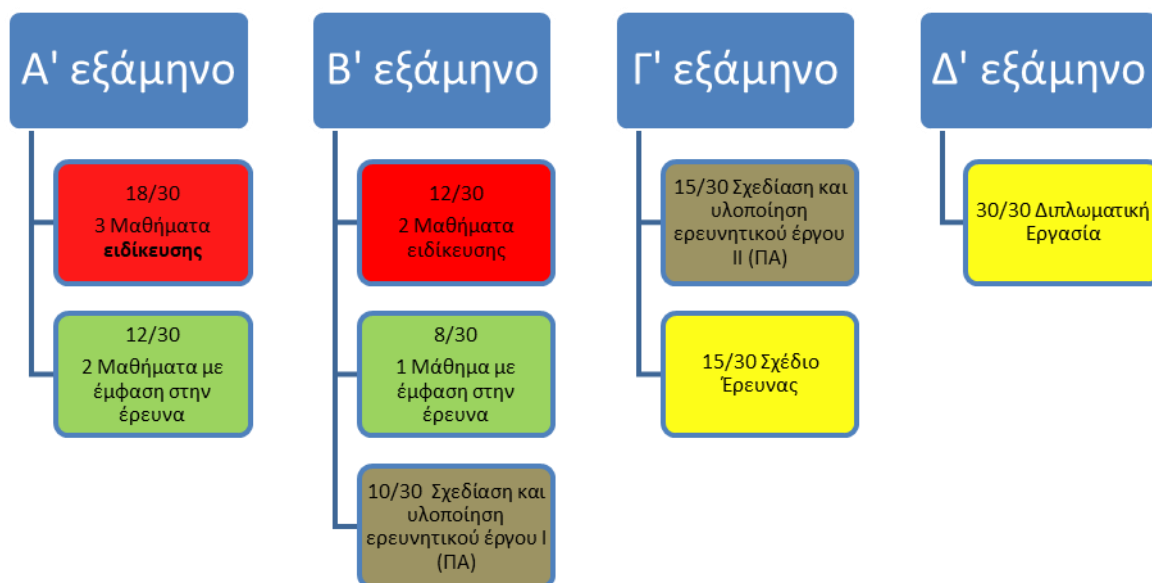 Α' εξάμηνο
18/30
3 Μαθήματα
ειδίκευσης
12/30
2 Μαθήματα με
έμφαση στην
έρευνα
Β' εξάμηνο
12/30
2 Μαθήματα
ειδίκευσης
8/30
1 Μάθημα με
έμφαση στην
έρευνα
10/30 Σχεδίαση και
υλοποίηση
ερευνητικού έργου Ι
(ΠΑ)
Γ' εξάμηνο
15/30 Σχεδίαση και
υλοποίηση
ερευνητικού έργου
ΙΙ (ΠΑ)
15/30 Σχέδιο
Έρευνας
Δ' εξάμηνο
30/30 Διπλωματική
Εργασία